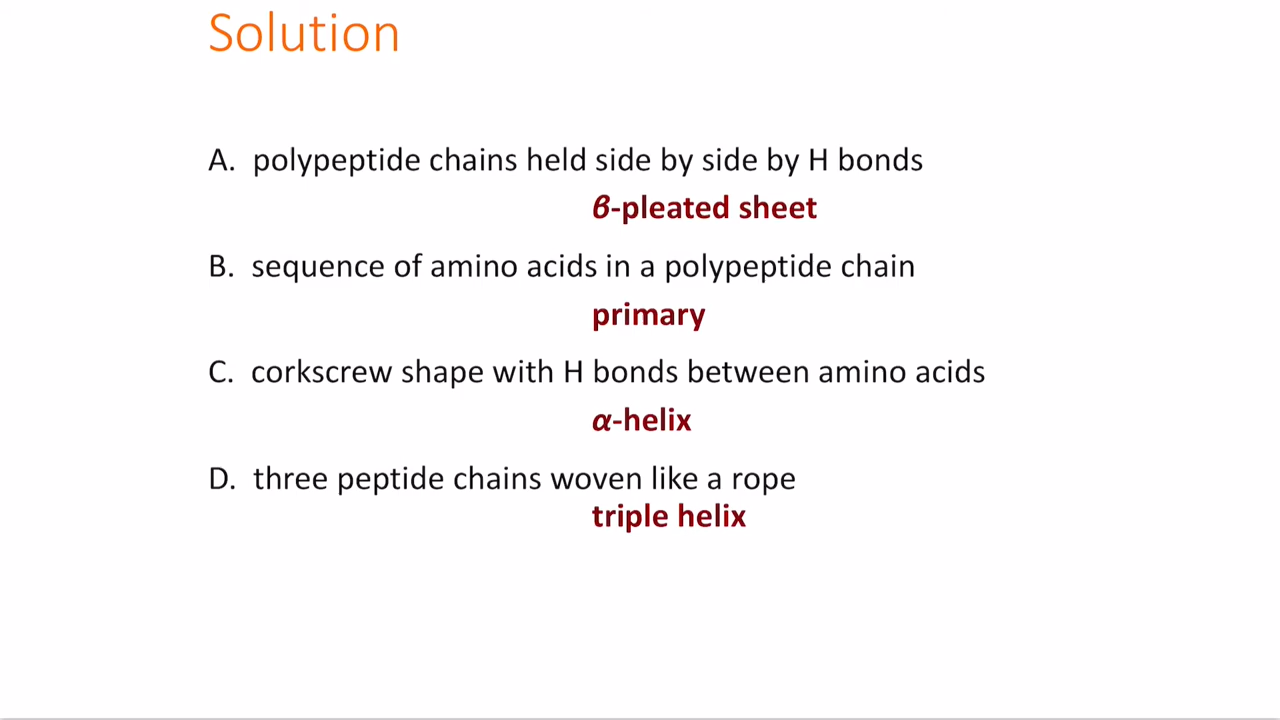 Solution
A. polypeptide chains held side by side by H bonds
β-pleated sheet
B. sequence of amino acids in a polypeptide chain
primary
C. corkscrew shape with H bonds between amino acids
α-helix
D. three peptide chains woven like a rope
triple helix